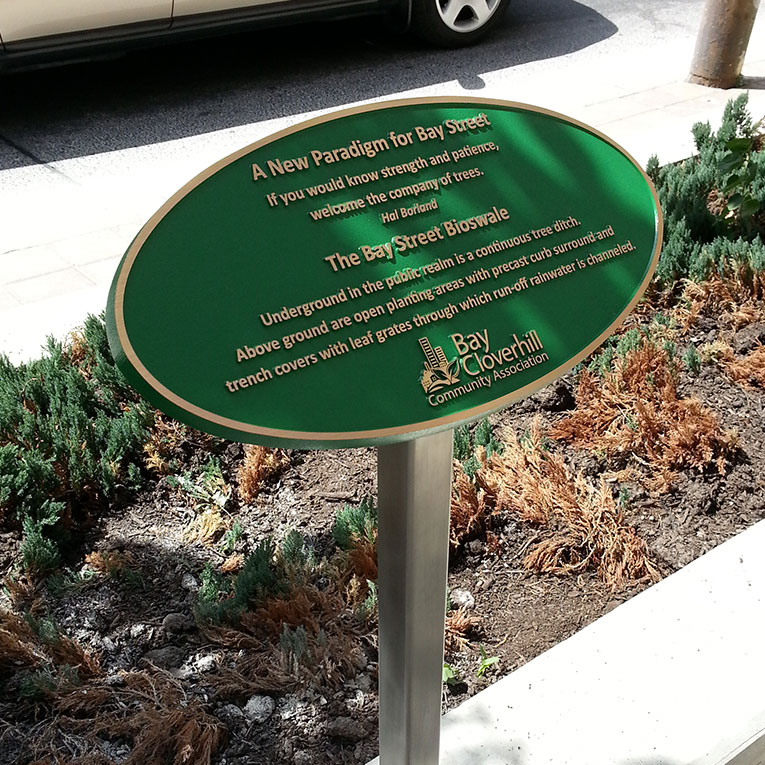 A New Paradigm for Bay Street
If you would know strength and patience,
welcome the company of trees.
Hal Borland
The Bay Street Bioswale
Underground in the public realm is a continuous tree ditch.
Above ground are open planting areas with precast curb surround and
trench covers with leaf grates through which run-off rainwater is channeled.
Bay
Cloverhill
Community Association